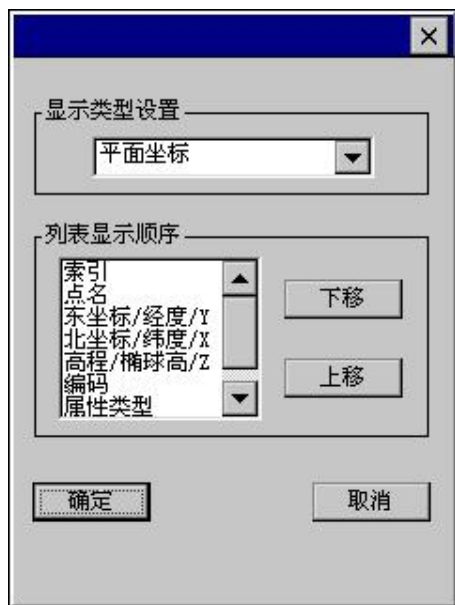 显示类型设置
平面坐标
列表显示顺序
索引
点名
东坐标/经度/Y
北坐标/纬度/X
高程/椭球高/Z
编码
属性类型
下移
上移
确定
取消